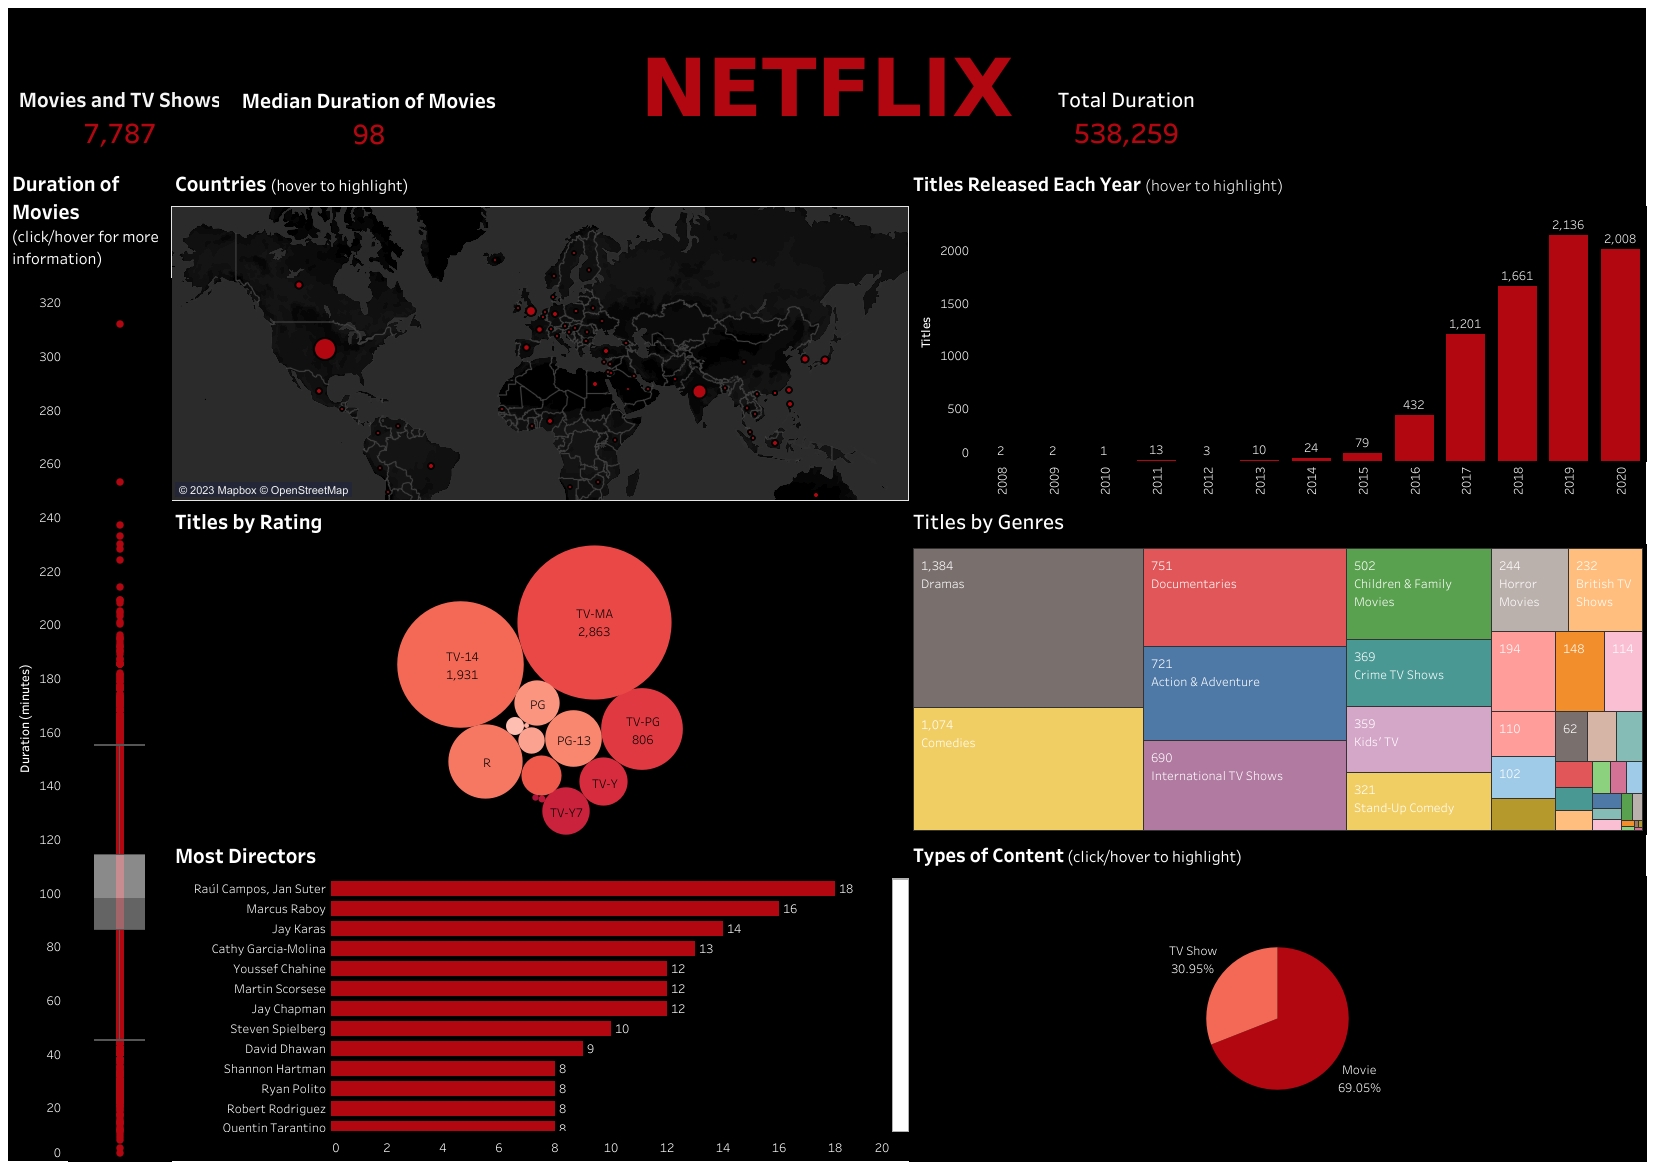 NETFLIX
Movies and TV Shows
7,787
Median Duration of Movies
98
Total Duration
538,259
Duration of
Movies
(click/hover for more
information)
320
300
280
260
240
220
200
180
160
140
120
100
80
60
40
20
0
Duration (minutes)
Countries (hover to highlight)
© 2023 Mapbox © OpenStreetMap
Titles Released Each Year (hover to highlight)
Titles
2000
1500
1000
500
0
2
2
1
13
3
10
24
79
432
1,201
1,661
2,136
2,008
2008
2009
2010
2011
2012
2013
2014
2015
2016
2017
2018
2019
2020
Titles by Rating
TV-MA
2,863
TV-14
1,931
PG
TV-PG
806
PG-13
R
TV-Y
TV-Y7
Titles by Genres
1,384
Dramas
1,074
Comedies
751
Documentaries
721
Action & Adventure
690
International TV Shows
502
Children & Family
Movies
369
Crime TV Shows
359
Kids' TV
321
Stand-Up Comedy
244
Horror
Movies
232
British TV
Shows
194
148
114
110
62
102
Most Directors
Raúl Campos, Jan Suter 18
Marcus Raboy 16
Jay Karas 14
Cathy Garcia-Molina 13
Youssef Chahine 12
Martin Scorsese 12
Jay Chapman 12
Steven Spielberg 10
David Dhawan 9
Shannon Hartman 8
Ryan Polito 8
Robert Rodriguez 8
Quentin Tarantino 8
0 2 4 6 8 10 12 14 16 18 20
Types of Content (click/hover to highlight)
TV Show
30.95%
Movie
69.05%